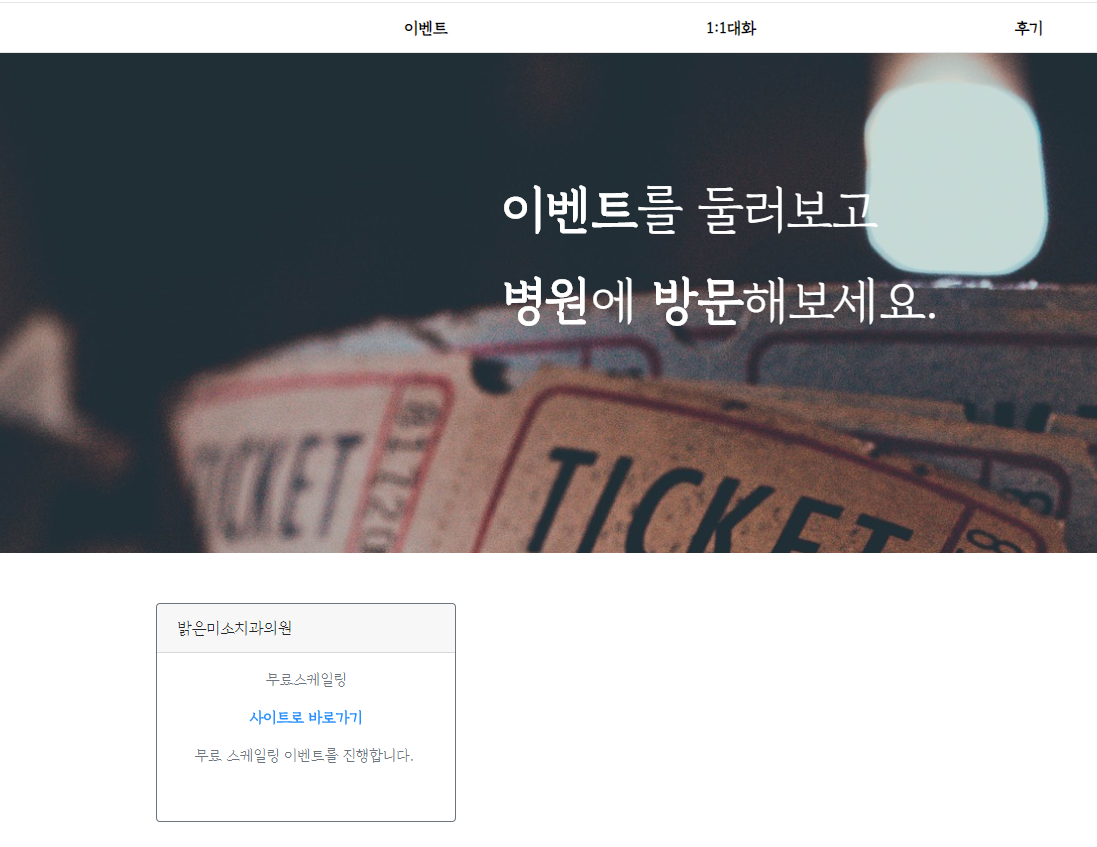 이벤트 1:1대화 후기
이벤트를 둘러보고
병원에 방문해보세요.
TICKET
TICKET
밝은미소치과의원
무료스케일링
사이트로 바로가기
무료 스케일링 이벤트를 진행합니다.